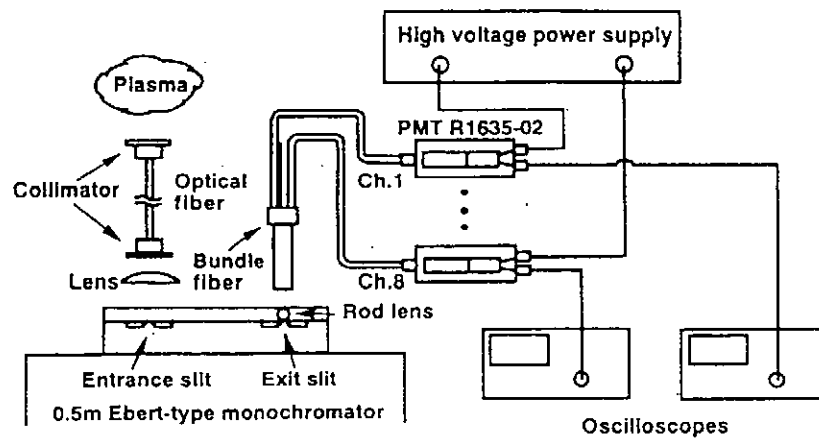 High voltage power supply
Plasma
PMT R1635-02
Collimator
Optical
fiber
Ch.1
Bundle
fiber
Lens
Ch.8
Rod lens
Entrance slit
Exit slit
0.5m Ebert-type monochromator
Oscilloscopes